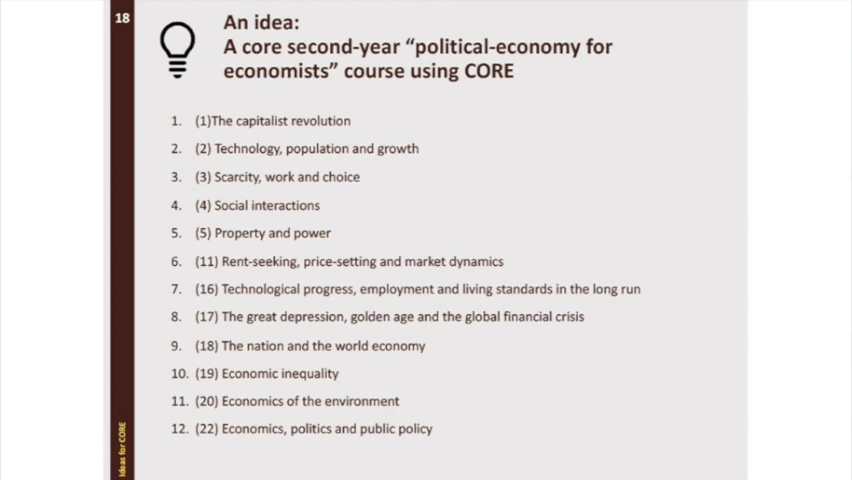 18
An idea:
A core second-year “political-economy for
economists” course using CORE
1. (1)The capitalist revolution
2. (2) Technology, population and growth
3. (3) Scarcity, work and choice
4. (4) Social interactions
5. (5) Property and power
6. (11) Rent-seeking, price-setting and market dynamics
7. (16) Technological progress, employment and living standards in the long run
8. (17) The great depression, golden age and the global financial crisis
9. (18) The nation and the world economy
10. (19) Economic inequality
11. (20) Economics of the environment
12. (22) Economics, politics and public policy
Ideas for CORE